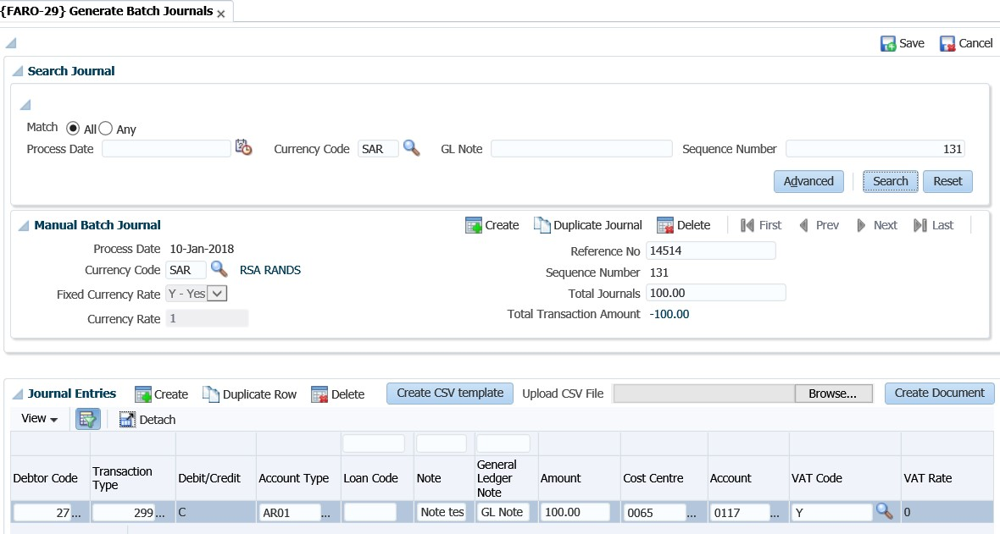 {FARO-29} Generate Batch Journals
Save Cancel
Search Journal
Match All Any
Process Date Currency Code SAR GL Note Sequence Number 131
Advanced Search Reset
Manual Batch Journal Create Duplicate Journal Delete First Prev Next Last
Process Date 10-Jan-2018 Reference No 14514
Currency Code SAR RSA RANDS Sequence Number 131
Fixed Currency Rate Y - Yes Total Journals 100.00
Currency Rate 1 Total Transaction Amount -100.00
Journal Entries Create Duplicate Row Delete Create CSV template Upload CSV File Browse... Create Document
View Detach
Debtor Code Transaction Type Debit/Credit Account Type Loan Code Note General Ledger Note Amount Cost Centre Account VAT Code VAT Rate
27... 299... C AR01 ... Note tes GL Note 100.00 0065 ... 0117 ... Y 0